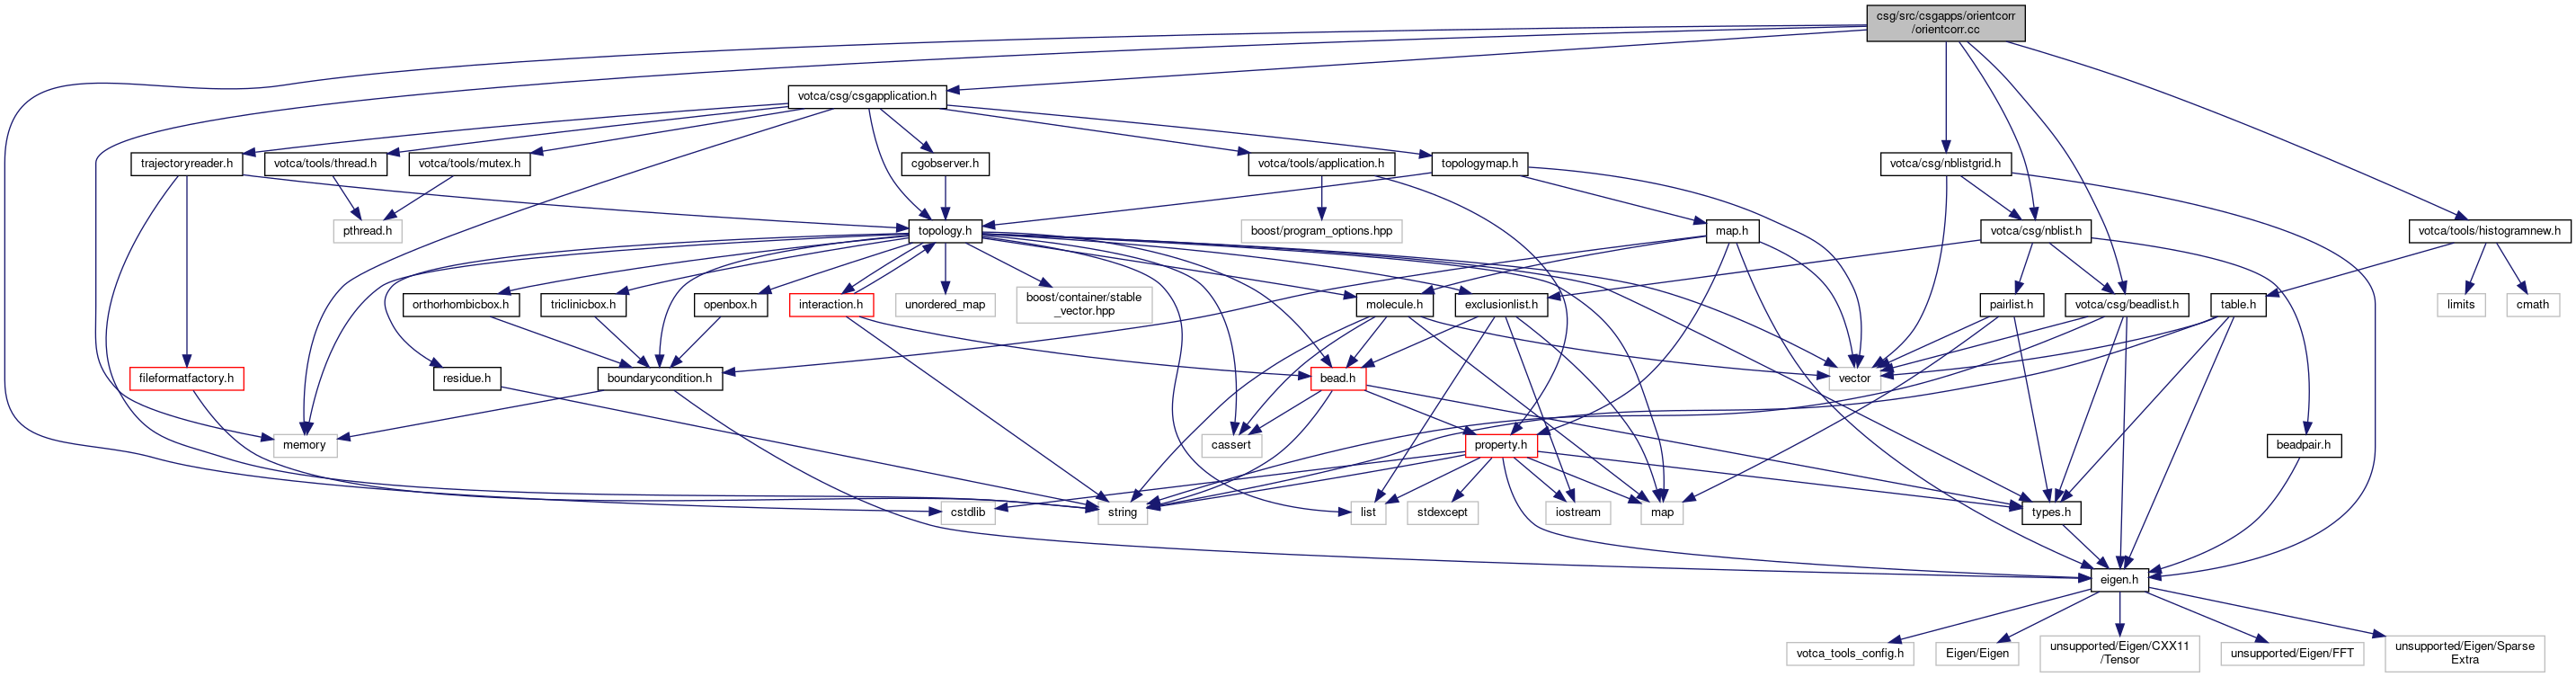 csg/src/csgapps/orientcorr
/orientcorr.cc
votca/csg/csgapplication.h
trajectoryreader.h
votca/tools/thread.h
votca/tools/mutex.h
cgobserver.h
votca/tools/application.h
topologymap.h
votca/csg/nblistgrid.h
pthread.h
topology.h
boost/program_options.hpp
map.h
votca/csg/nblist.h
votca/tools/histogramnew.h
orthorhombicbox.h
triclinicbox.h
openbox.h
interaction.h
unordered_map
boost/container/stable
_vector.hpp
molecule.h
exclusionlist.h
pairlist.h
votca/csg/beadlist.h
table.h
limits
cmath
fileformatfactory.h
residue.h
boundarycondition.h
bead.h
vector
memory
cassert
property.h
beadpair.h
cstdlib
string
list
stdexcept
iostream
map
types.h
eigen.h
votca_tools_config.h
Eigen/Eigen
unsupported/Eigen/CXX11
/Tensor
unsupported/Eigen/FFT
unsupported/Eigen/Sparse
Extra